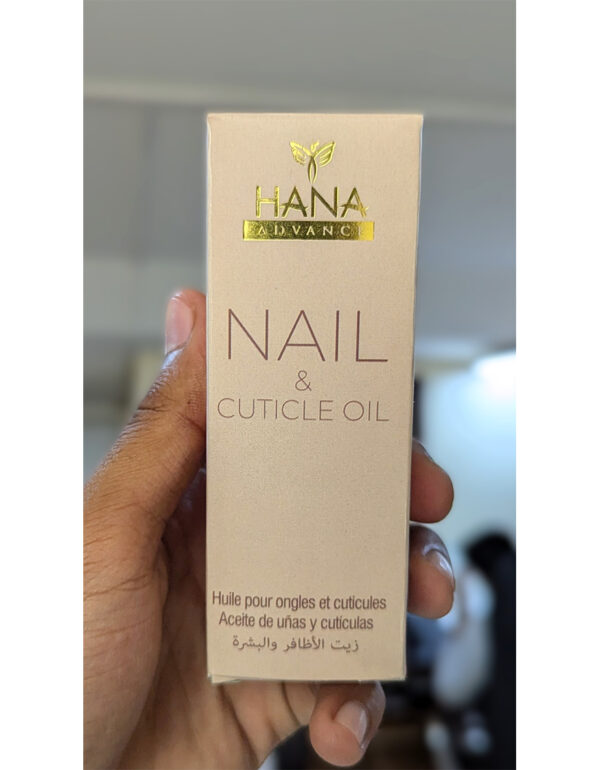 HANA
ADVANCE
NAIL
&
CUTICLE OIL
Huile pour ongles et cuticules
Aceite de uñas y cutículas
زيت الأظافر والبشرة